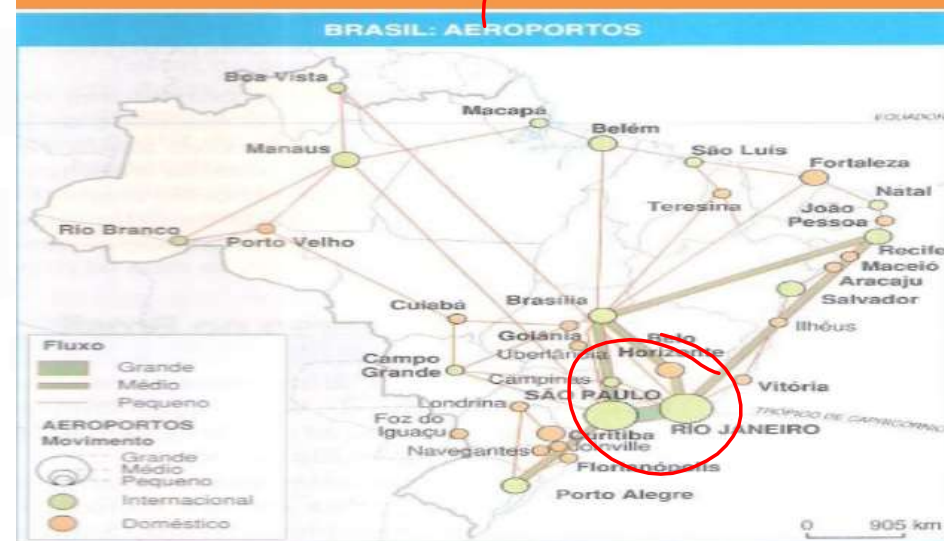 BRASIL: AEROPORTOS
Boa Vista
Macapá
EQUADOR
Belém
Manaus
São Luís
Fortaleza
Teresina
Natal
João
Pessoa
Rio Branco
Porto Velho
Recife
Maceió
Aracaju
Salvador
Cuiabá
Brasília
Goiânia
Ilhéus
Belo
Horizonte
Uberlândia
Campo
Grande
Campinas
Vitória
SÃO PAULO
Londrina
TRÓPICO DE CAPRICÓRNIO
RIO JANEIRO
Foz do
Iguaçu
Curitiba
Joinville
Navegantes
Florianópolis
Porto Alegre
Fluxo
Grande
Médio
Pequeno
AEROPORTOS
Movimento
Grande
Médio
Pequeno
Internacional
Doméstico
0 905 km